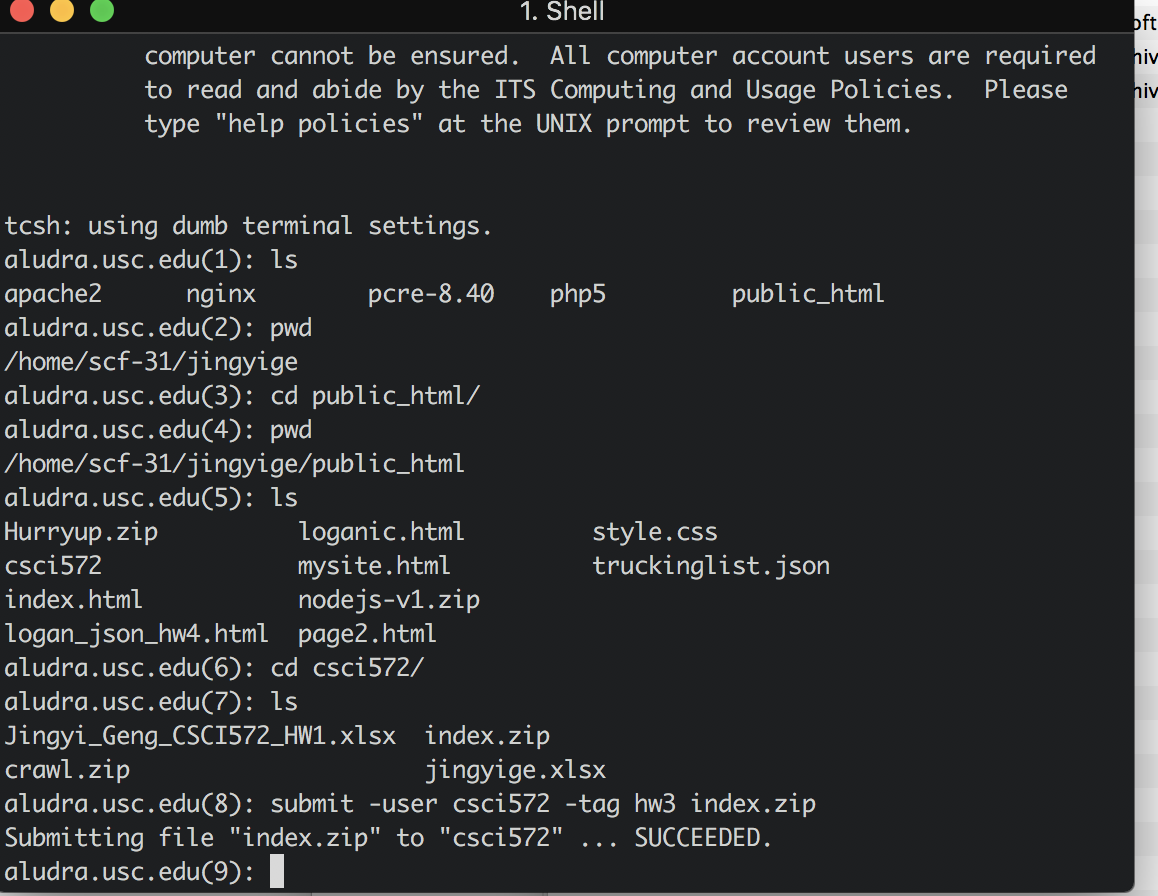 1. Shell
computer cannot be ensured.  All computer account users are required
to read and abide by the ITS Computing and Usage Policies.  Please
type "help policies" at the UNIX prompt to review them.
tcsh: using dumb terminal settings.
aludra.usc.edu(1): ls
apache2      nginx        pcre-8.40    php5         public_html
aludra.usc.edu(2): pwd
/home/scf-31/jingyige
aludra.usc.edu(3): cd public_html/
aludra.usc.edu(4): pwd
/home/scf-31/jingyige/public_html
aludra.usc.edu(5): ls
Hurryup.zip          loganic.html         style.css
csci572              mysite.html          truckinglist.json
index.html           nodejs-v1.zip
logan_json_hw4.html  page2.html
aludra.usc.edu(6): cd csci572/
aludra.usc.edu(7): ls
Jingyi_Geng_CSCI572_HW1.xlsx  index.zip
crawl.zip                     jingyige.xlsx
aludra.usc.edu(8): submit -user csci572 -tag hw3 index.zip
Submitting file "index.zip" to "csci572" ... SUCCEEDED.
aludra.usc.edu(9):